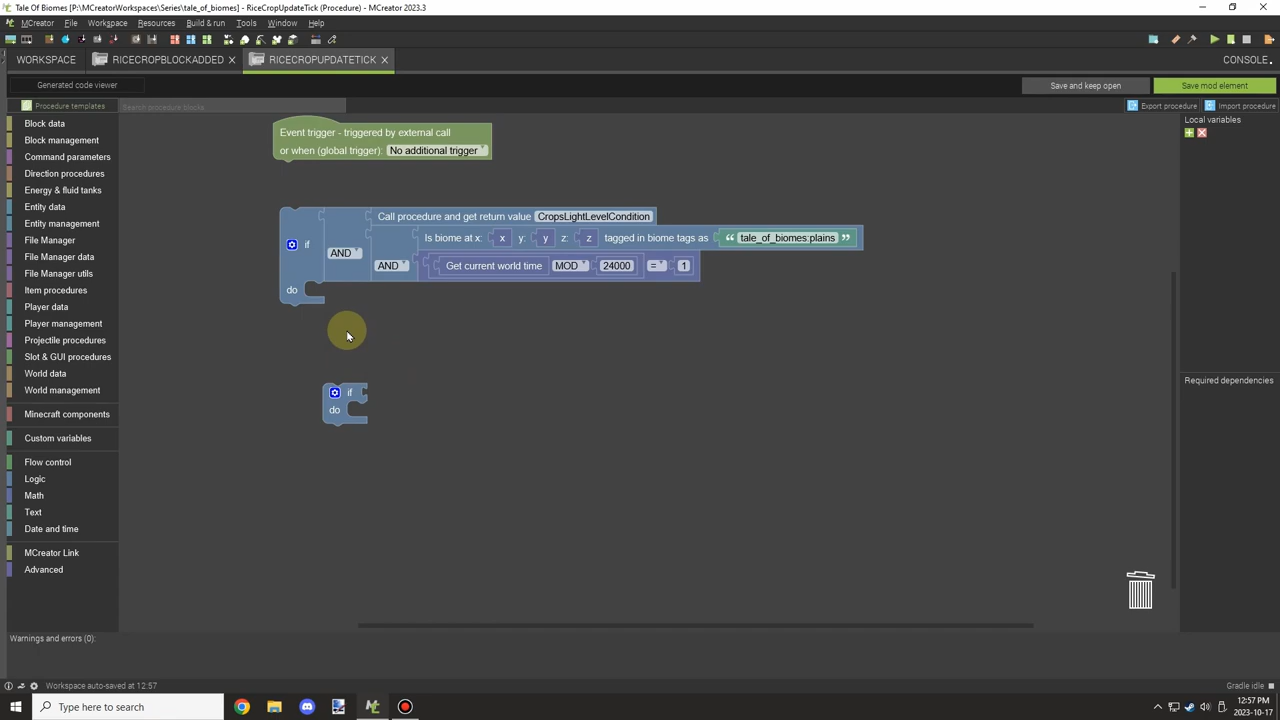 Tale Of Biomes [P:\MCreatorWorkspaces\Series\tale_of_biomes] - RiceCropUpdateTick (Procedure) - MCreator 2023.3
MCreator File Workspace Resources Build & run Tools Window Help
WORKSPACE RICECROPBLOCKADDED RICECROPUPDATETICK CONSOLE
Generated code viewer Save and keep open Save mod element
Procedure templates Search procedure blocks Export procedure Import procedure
Block data
Block management
Command parameters
Direction procedures
Energy & fluid tanks
Entity data
Entity management
File Manager
File Manager data
File Manager utils
Item procedures
Player data
Player management
Projectile procedures
Slot & GUI procedures
World data
World management
Minecraft components
Custom variables
Flow control
Logic
Math
Text
Date and time
MCreator Link
Advanced
Event trigger - triggered by external call
or when (global trigger): No additional trigger
Call procedure and get return value CropsLightLevelCondition
if AND
Is biome at x: x y: y z: z tagged in biome tags as “ tale_of_biomes:plains ”
AND Get current world time MOD 24000 = 1
do
if
do
Local variables
Required dependencies
Warnings and errors (0):
Workspace auto-saved at 12:57 Gradle idle
Type here to search
12:57 PM
2023-10-17